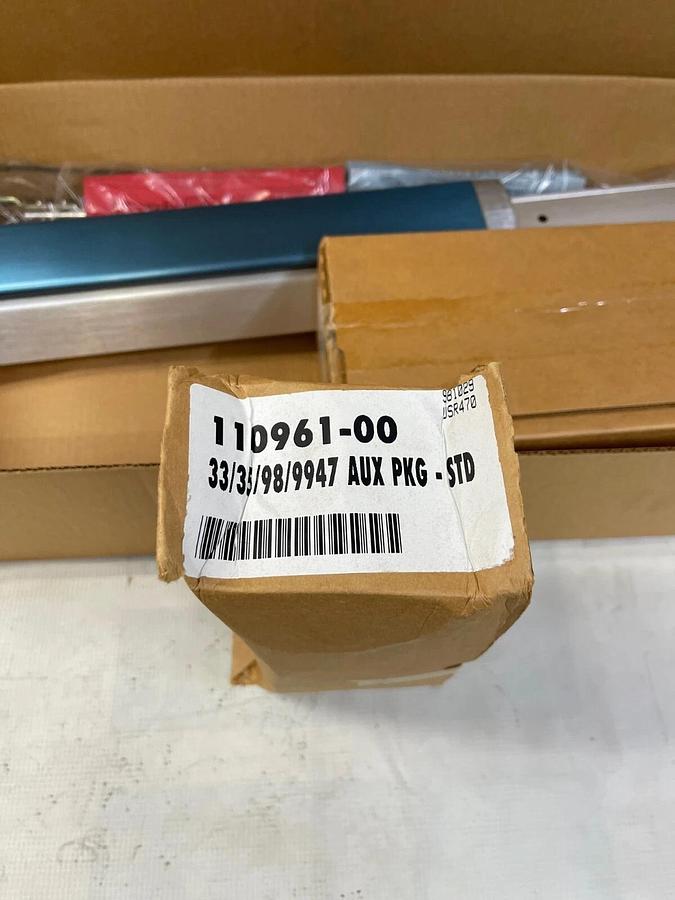 981029
USR470
110961-00
33/35/98/9947 AUX PKG - STD